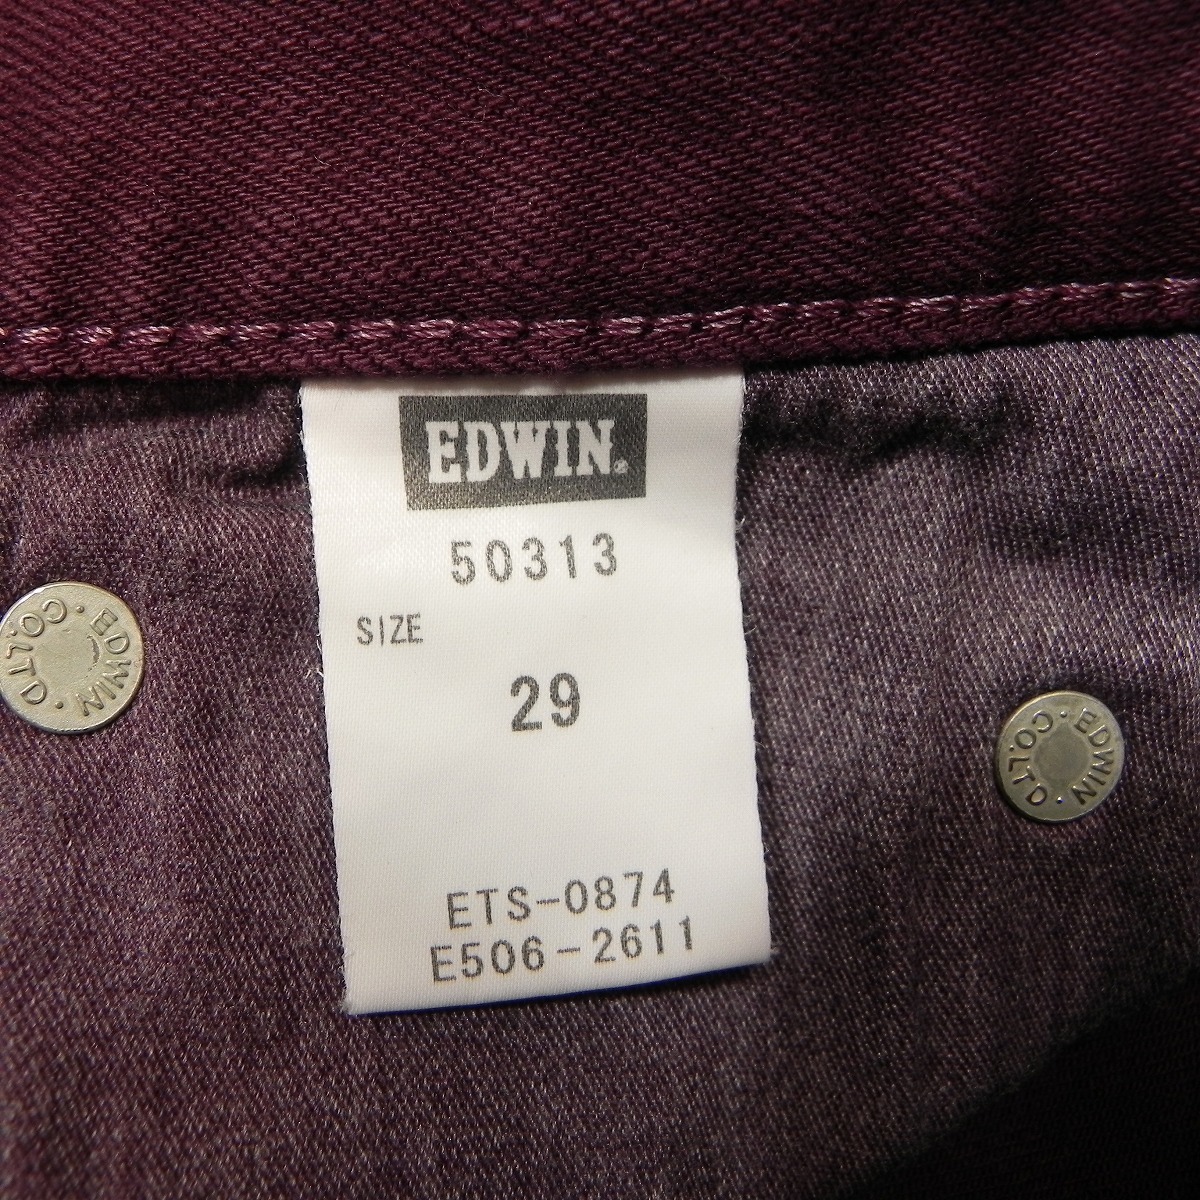 EDWIN.®
50313
SIZE
29
ETS-0874
E506-2611
EDWIN·CO.LTD·
EDWIN·CO.LTD·